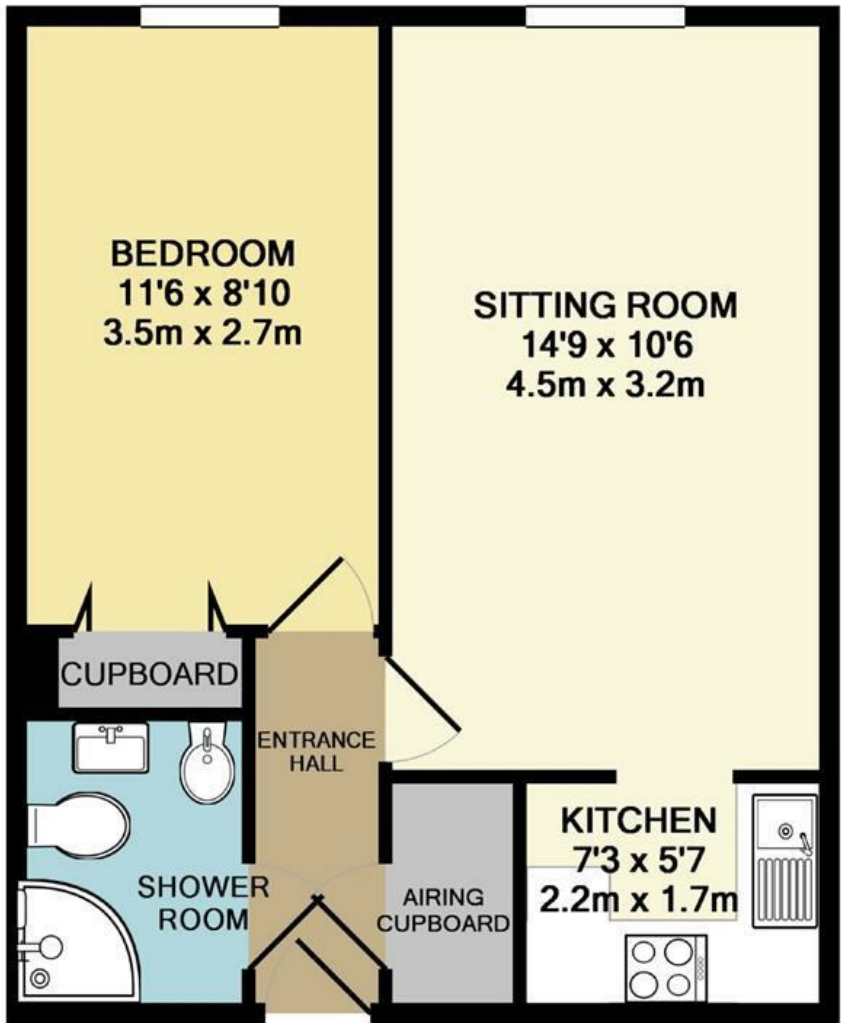 BEDROOM
11'6 x 8'10
3.5m x 2.7m
SITTING ROOM
14'9 x 10'6
4.5m x 3.2m
CUPBOARD
ENTRANCE
HALL
KITCHEN
7'3 x 5'7
2.2m x 1.7m
SHOWER
ROOM
AIRING
CUPBOARD